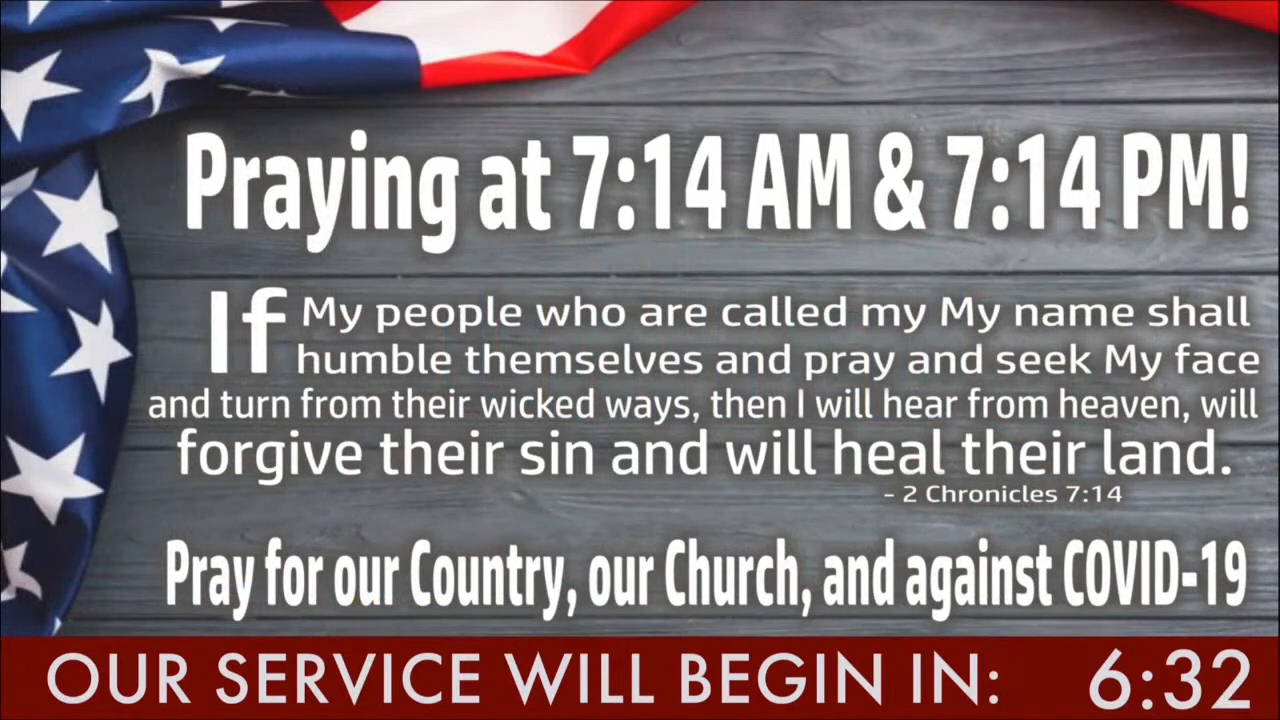 Praying at 7:14 AM & 7:14 PM!
If My people who are called my My name shall
humble themselves and pray and seek My face
and turn from their wicked ways, then I will hear from heaven, will
forgive their sin and will heal their land.
- 2 Chronicles 7:14
Pray for our Country, our Church, and against COVID-19
OUR SERVICE WILL BEGIN IN: 6:32